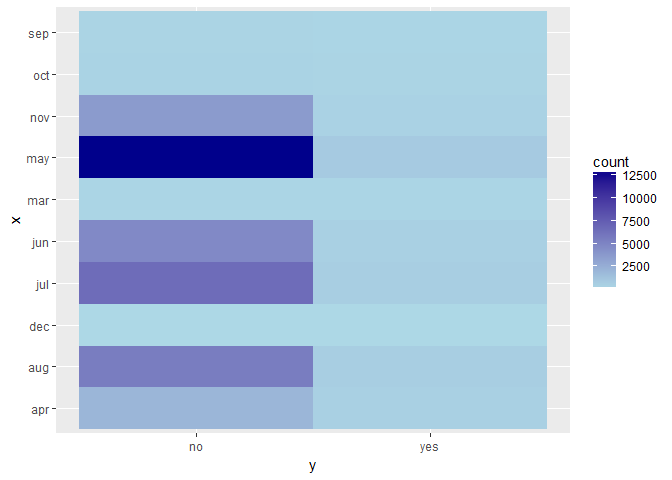 sep
oct
nov
may
mar
jun
jul
dec
aug
apr
x
no yes
y
count
12500
10000
7500
5000
2500